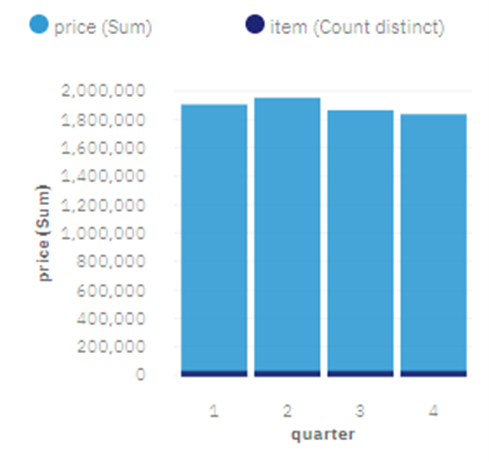 price (Sum) item (Count distinct)
2,000,000
1,800,000
1,600,000
1,400,000
1,200,000
1,000,000
800,000
600,000
400,000
200,000
0
price (Sum)
1 2 3 4
quarter